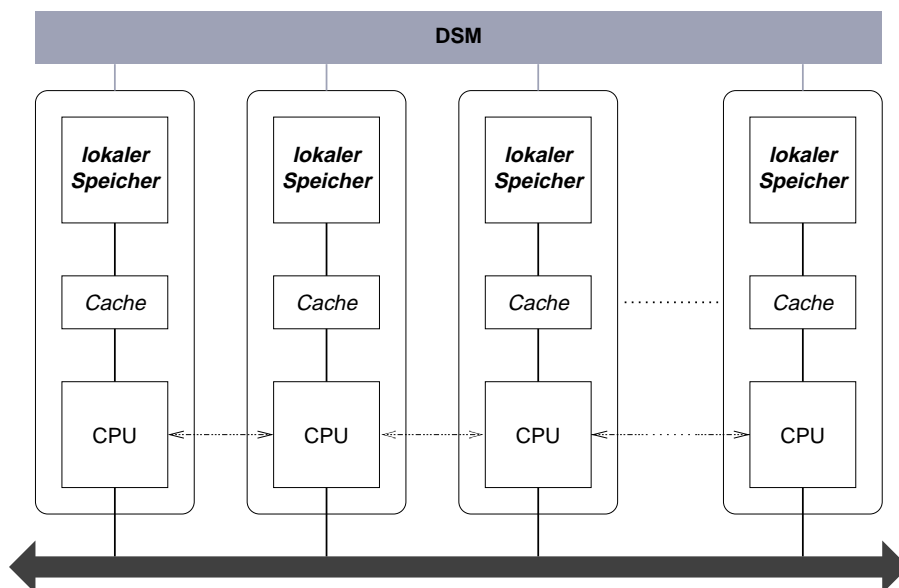 DSM
lokaler
Speicher
lokaler
Speicher
lokaler
Speicher
lokaler
Speicher
Cache
Cache
Cache
Cache
CPU
CPU
CPU
CPU